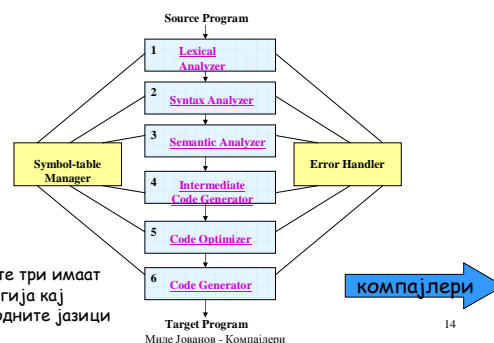 Source Program
1 Lexical
Analyzer
2 Syntax Analyzer
3 Semantic Analyzer
Symbol-table
Manager
Error Handler
4 Intermediate
Code Generator
5 Code Optimizer
6 Code Generator
те три имаат
гија кај
одните јазици
компајлери
Target Program
14
Миле Јованов - Компајлери